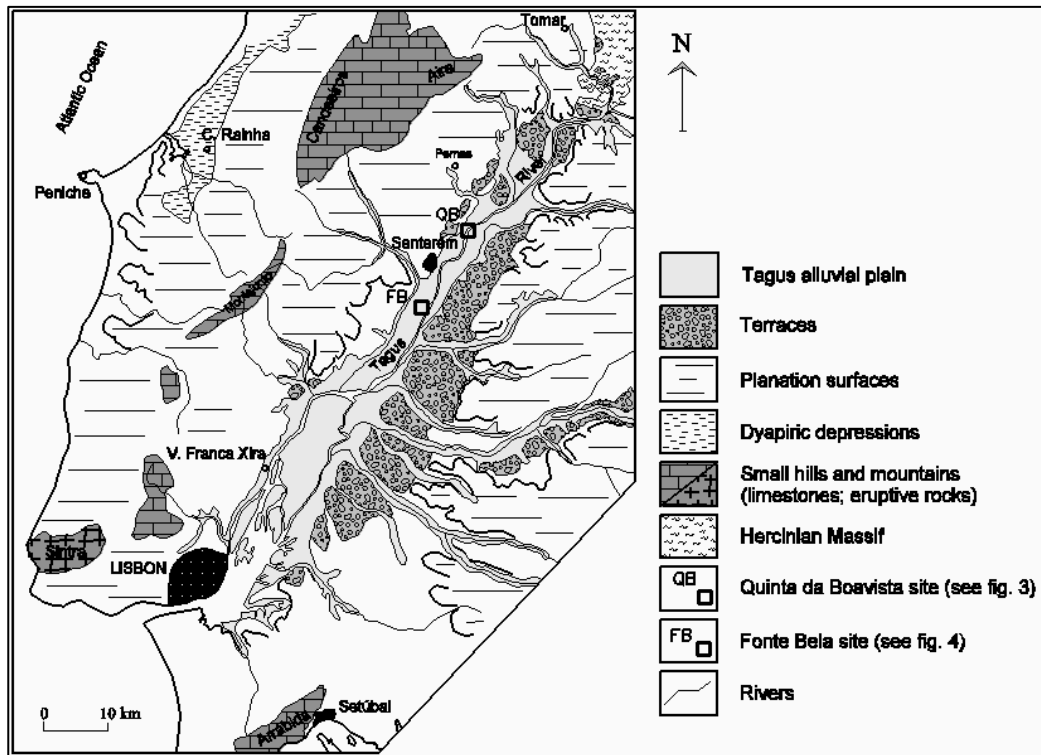 Tomar
N
Atlantic Ocean
Aire
Candeeiros
C. Rainha
Pernes
River
Peniche
QB
Santarém
Montejunto
FB
Tagus
V. Franca Xira
Sintra
LISBON
0 10 km
Setúbal
Arrábida
Tagus alluvial plain
Terraces
Planation surfaces
Dyapiric depressions
Small hills and mountains
(limestones; eruptive rocks)
Hercinian Massif
QB
Quinta da Boavista site (see fig. 3)
FB
Fonte Bela site (see fig. 4)
Rivers